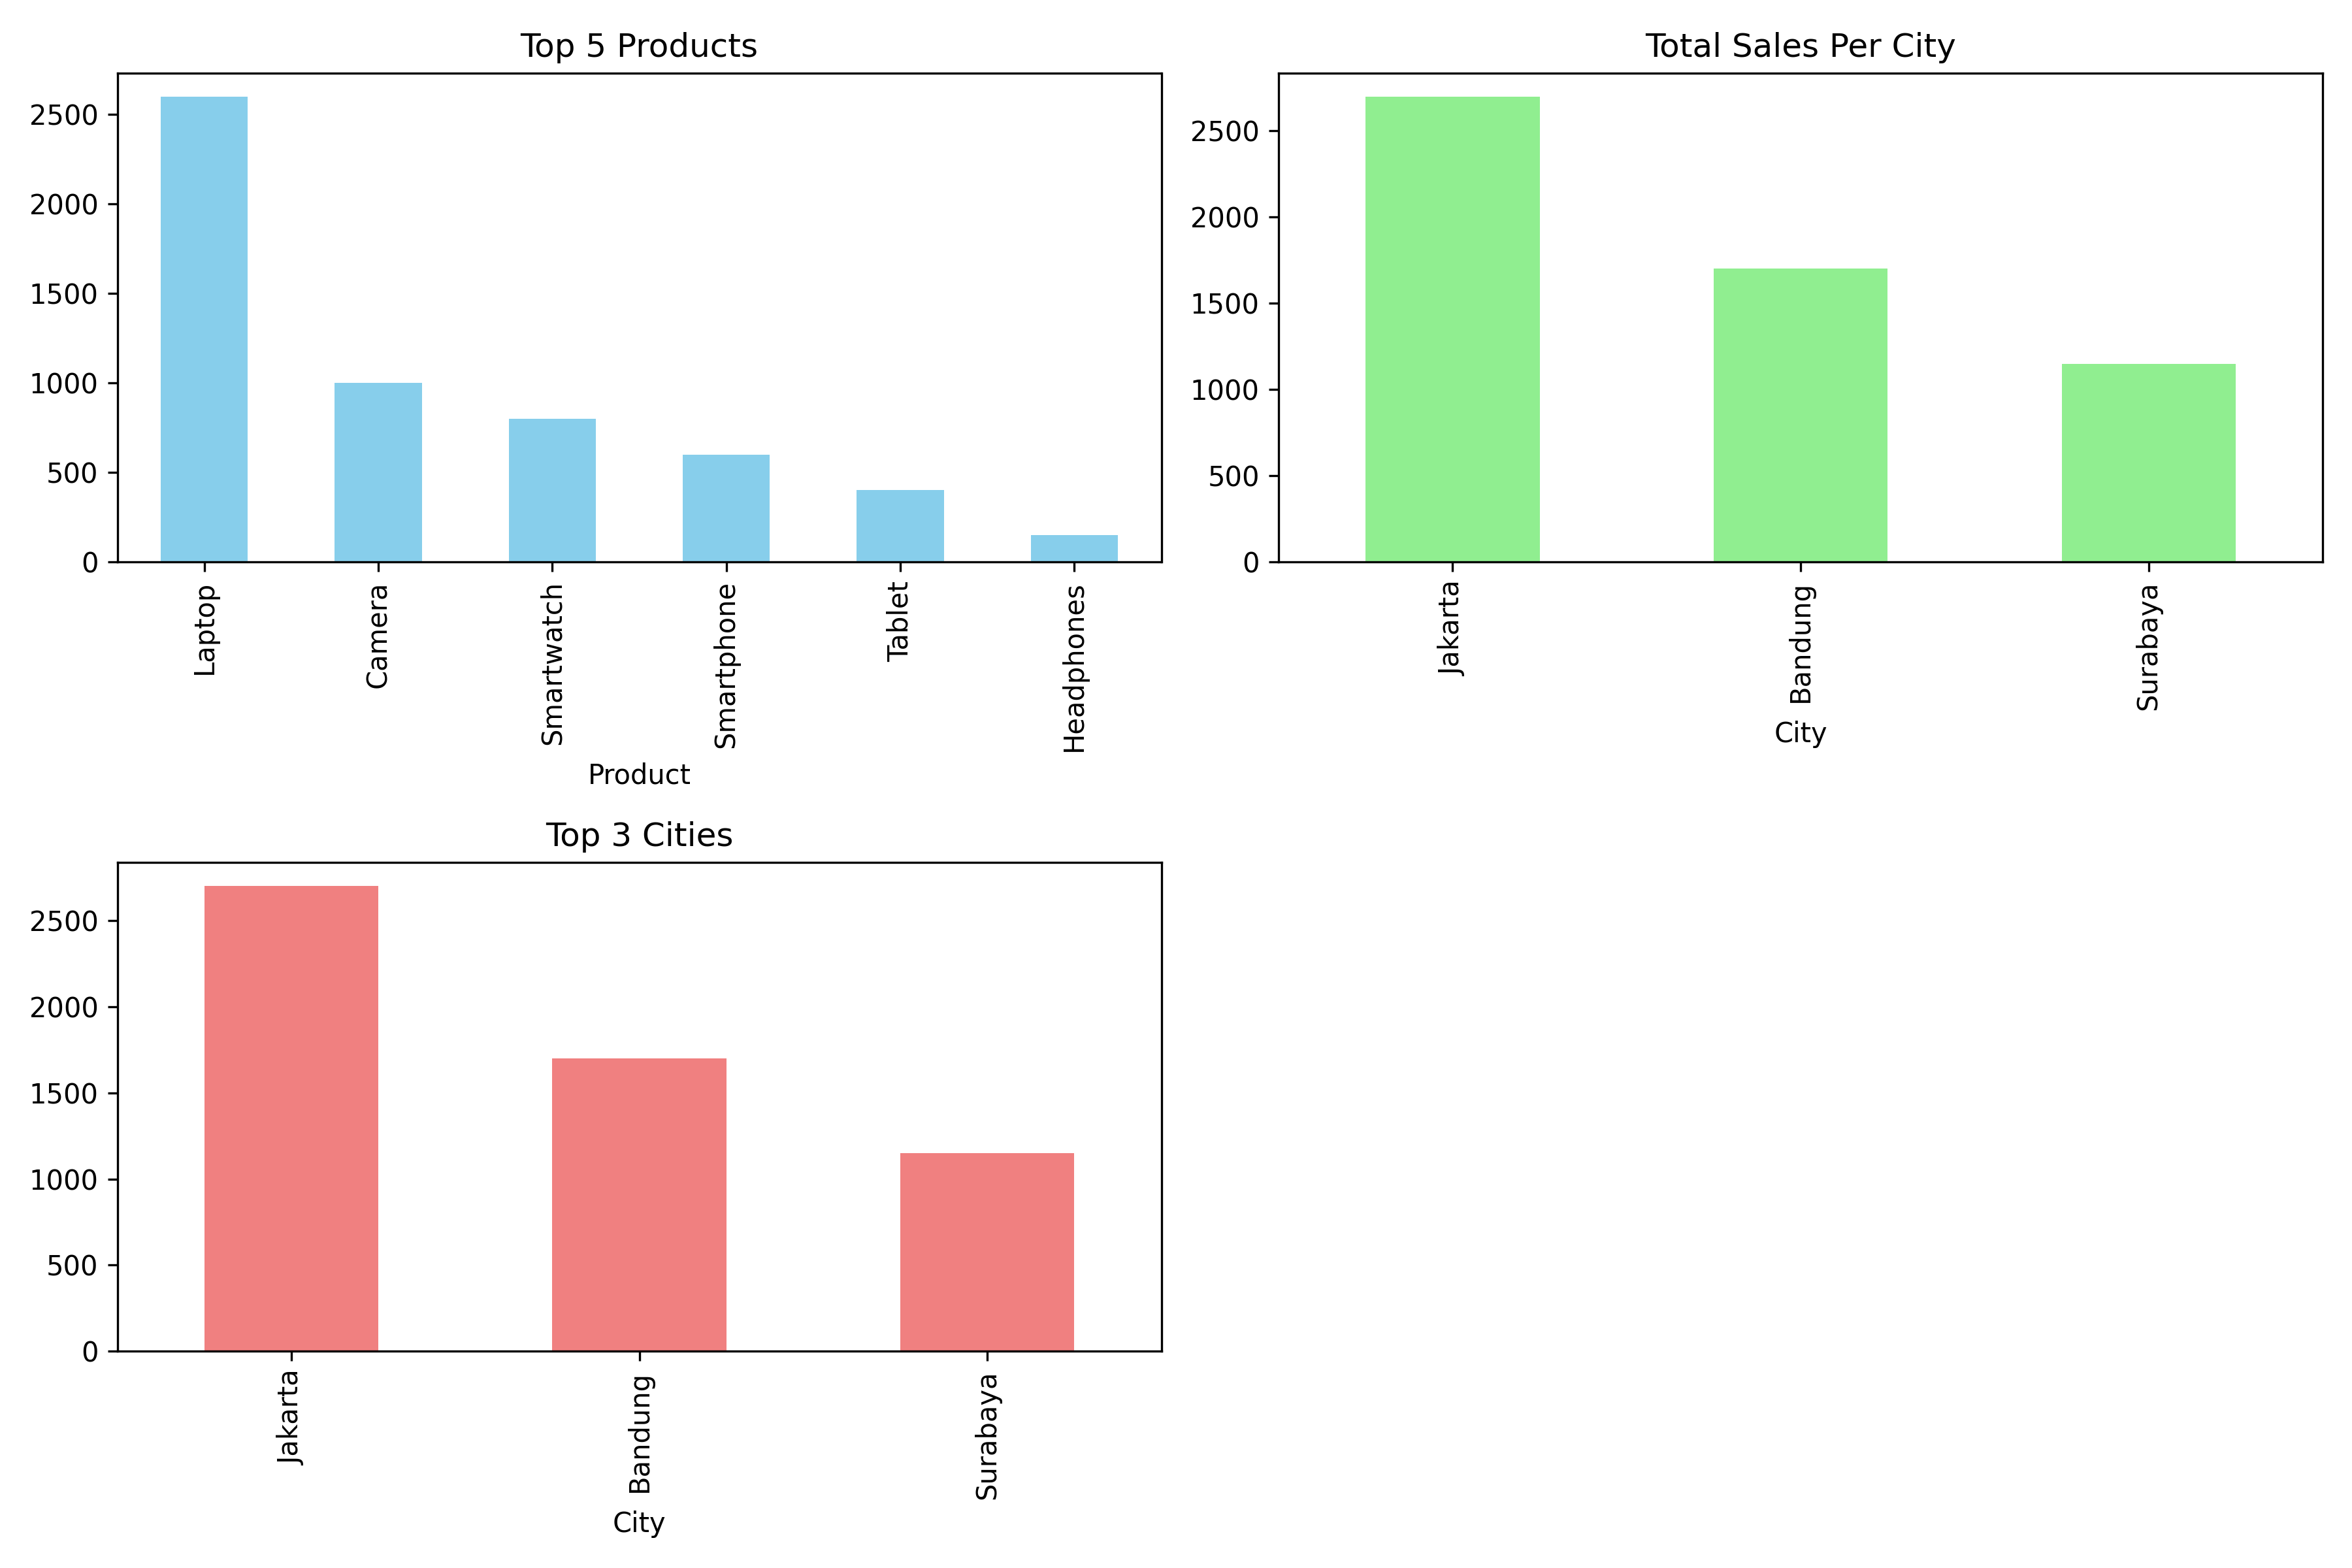 Top 5 Products
2500
2000
1500
1000
500
0
Laptop
Camera
Smartwatch
Smartphone
Tablet
Headphones
Product
Total Sales Per City
2500
2000
1500
1000
500
0
Jakarta
Bandung
Surabaya
City
Top 3 Cities
2500
2000
1500
1000
500
0
Jakarta
Bandung
Surabaya
City